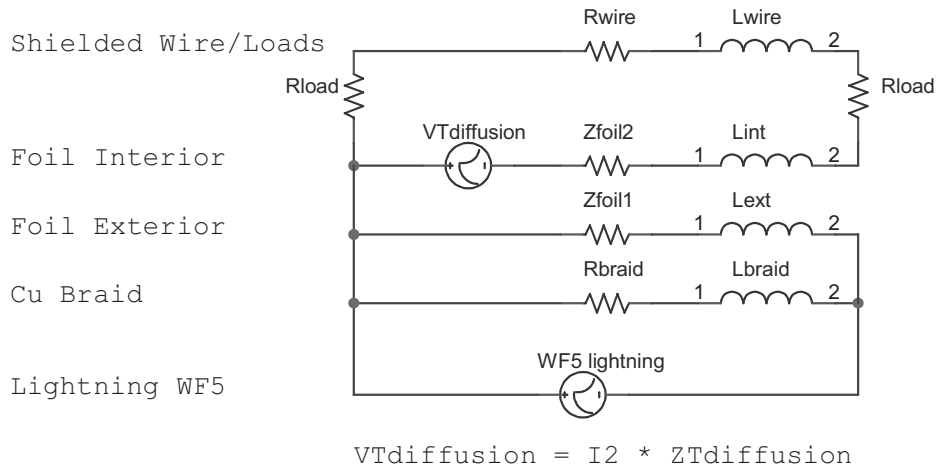 Rwire Lwire
Shielded Wire/Loads 1 2
Rload Rload
VTdiffusion Zfoil2 Lint
Foil Interior + - 1 2
Zfoil1 Lext
Foil Exterior 1 2
Rbraid Lbraid
Cu Braid 1 2
WF5 lightning
Lightning WF5 + -
VTdiffusion = I2 * ZTdiffusion